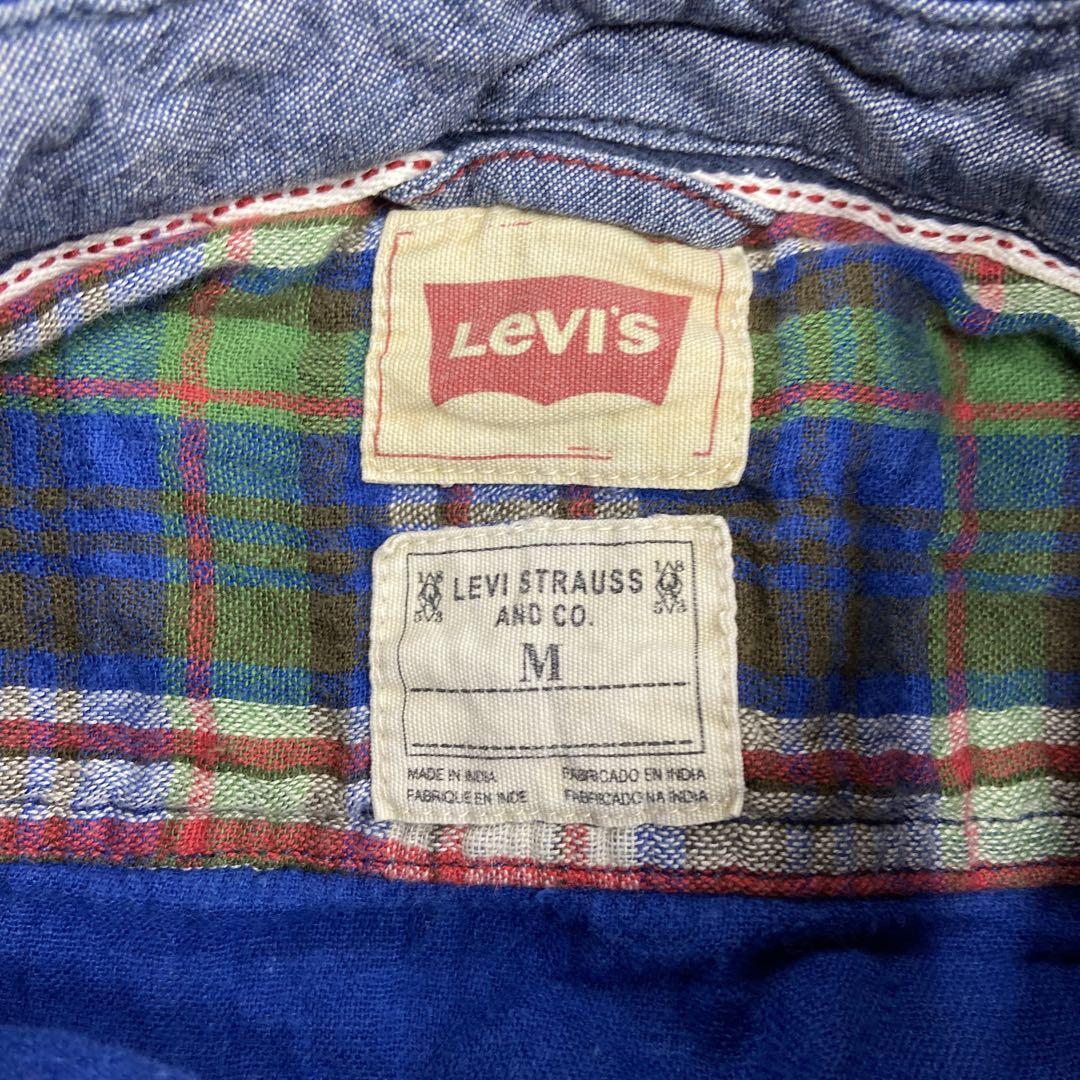 LEVI'S
LEVI STRAUSS
AND CO.
M
MADE IN INDIA
FABRIQUE EN INDE
FABRICADO EN INDIA
FABRICADO NA INDIA